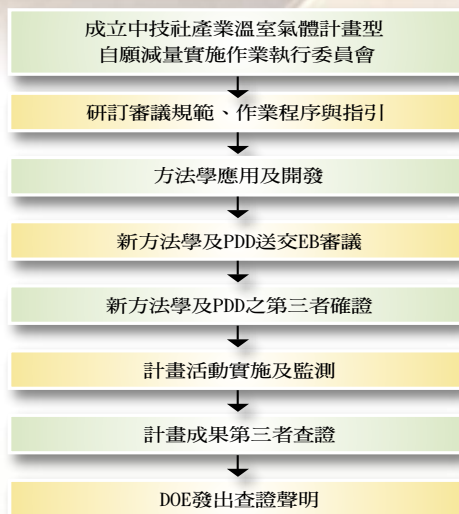 成立中技社產業溫室氣體計畫型
自願減量實施作業執行委員會
研訂審議規範、作業程序與指引
方法學應用及開發
新方法學及PDD送交EB審議
新方法學及PDD之第三者確證
計畫活動實施及監測
計畫成果第三者查證
DOE發出查證聲明